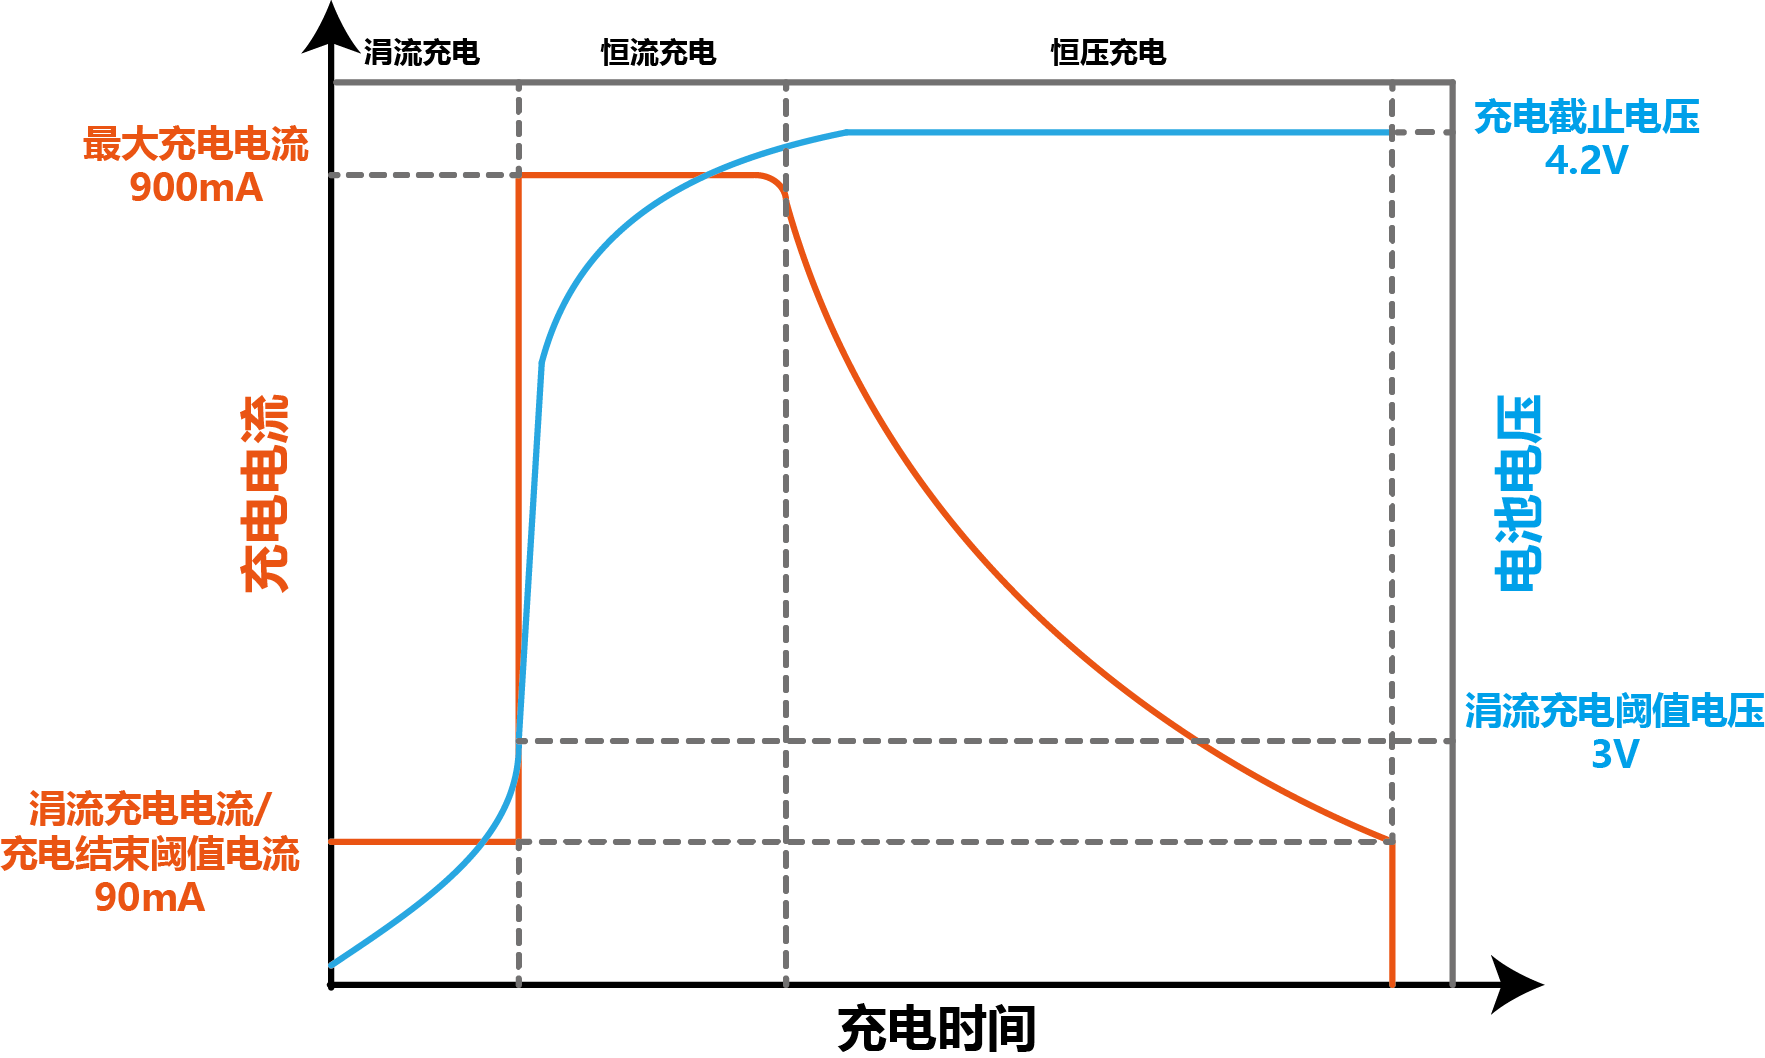 涓流充电
恒流充电
恒压充电
最大充电电流
900mA
充电截止电压
4.2V
充电电流
电池电压
涓流充电阈值电压
3V
涓流充电电流/
充电结束阈值电流
90mA
充电时间